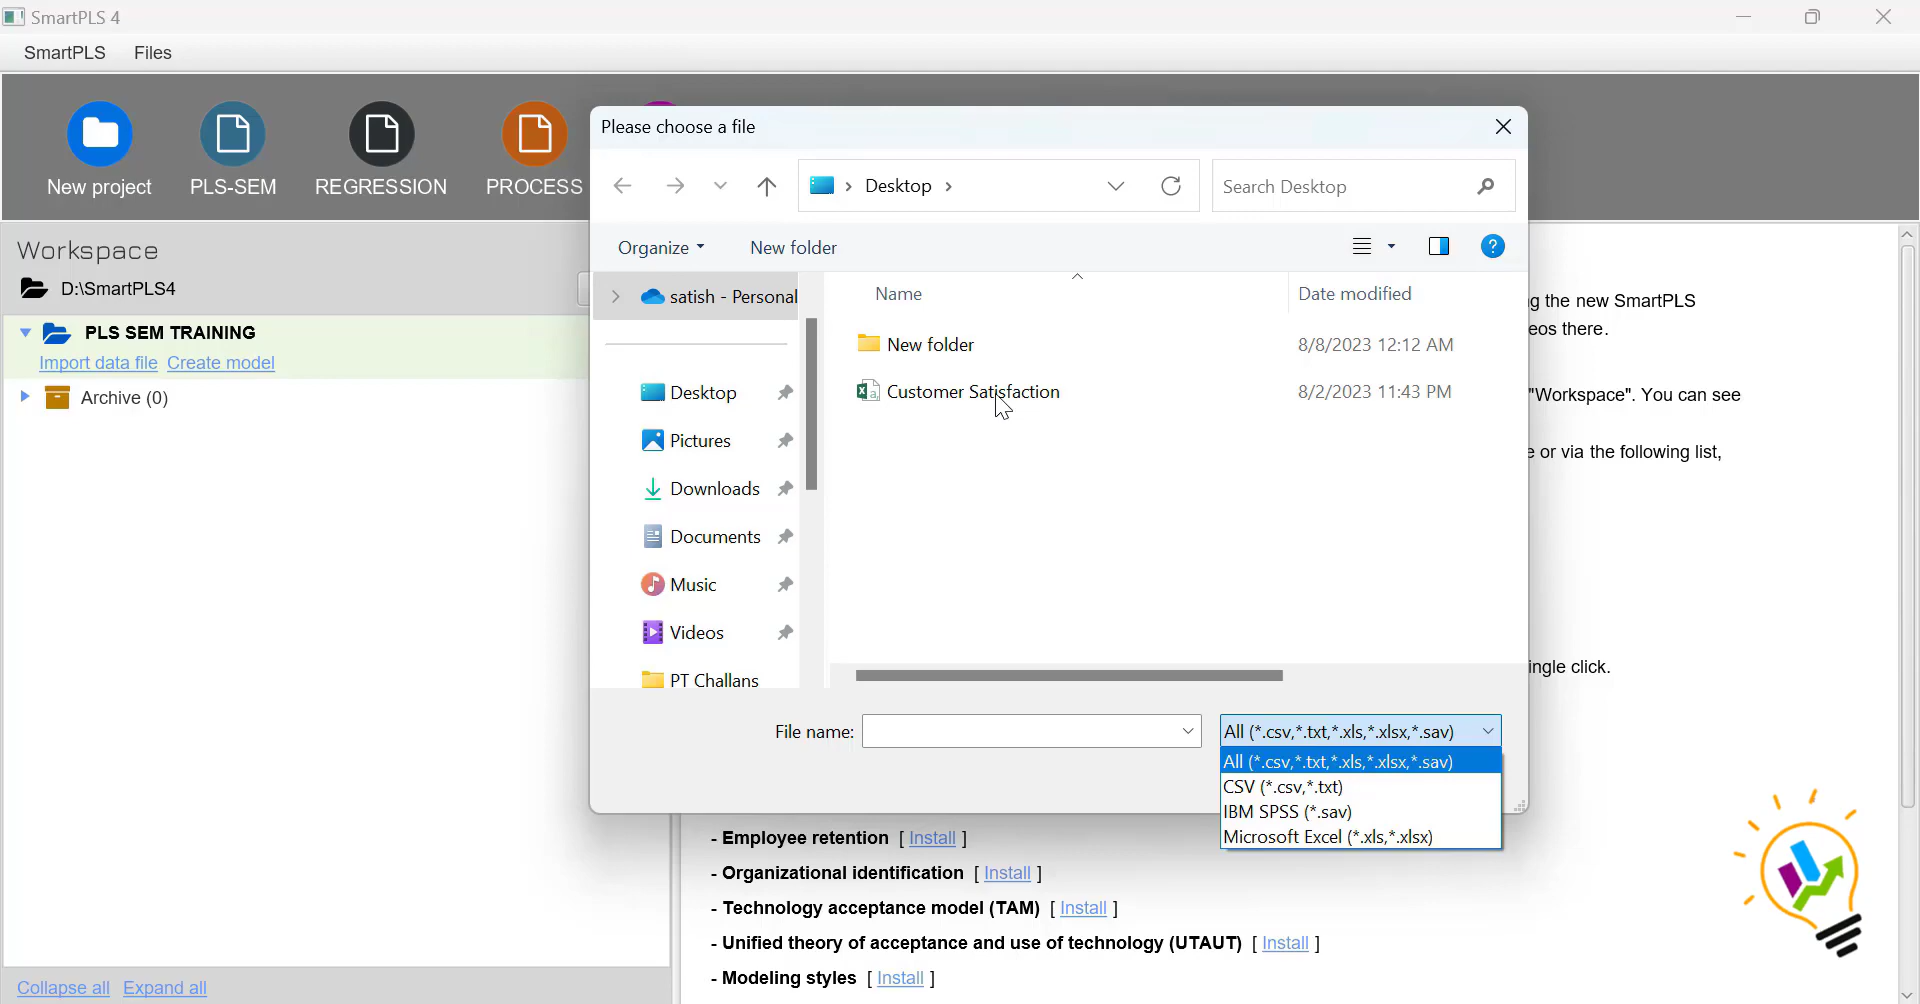 SmartPLS 4
SmartPLS Files
New project PLS-SEM REGRESSION PROCESS
Workspace
D:\SmartPLS4
PLS SEM TRAINING
Import data file Create model
Archive (0)
Collapse all Expand all
Please choose a file
Desktop
Search Desktop
Organize New folder
satish - Personal
Desktop
Pictures
Downloads
Documents
Music
Videos
PT Challans
Name Date modified
New folder 8/8/2023 12:12 AM
Customer Satisfaction 8/2/2023 11:43 PM
File name:
All (*.csv,*.txt,*.xls,*.xlsx,*.sav)
All (*.csv,*.txt,*.xls,*.xlsx,*.sav)
CSV (*.csv,*.txt)
IBM SPSS (*.sav)
Microsoft Excel (*.xls,*.xlsx)
g the new SmartPLS
eos there.
"Workspace". You can see
e or via the following list,
ingle click.
- Employee retention [ Install ]
- Organizational identification [ Install ]
- Technology acceptance model (TAM) [ Install ]
- Unified theory of acceptance and use of technology (UTAUT) [ Install ]
- Modeling styles [ Install ]